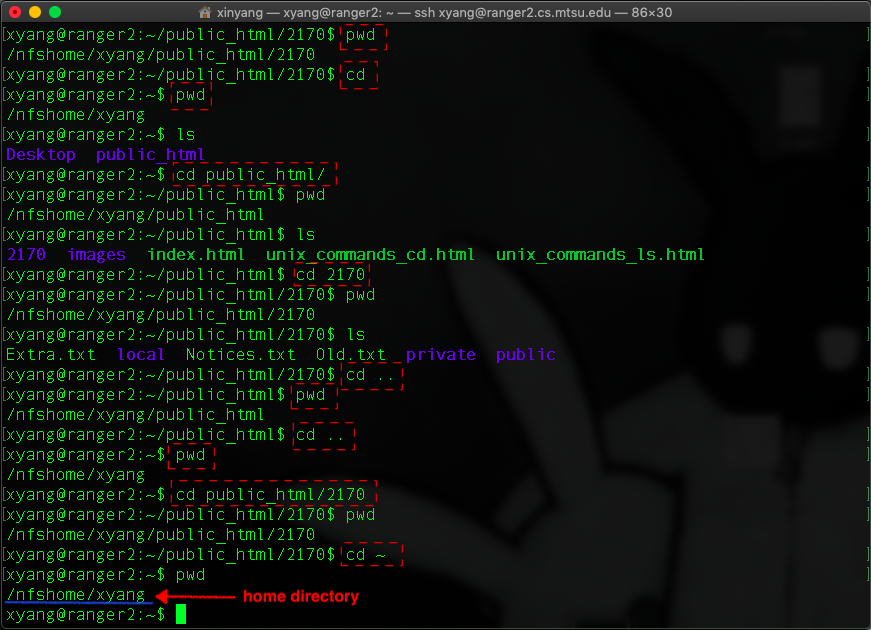 xinyang — xyang@ranger2: ~ — ssh xyang@ranger2.cs.mtsu.edu — 86×30
[xyang@ranger2:~/public_html/2170$ pwd ]
/nfshome/xyang/public_html/2170
[xyang@ranger2:~/public_html/2170$ cd ]
[xyang@ranger2:~$ pwd ]
/nfshome/xyang
[xyang@ranger2:~$ ls ]
Desktop public_html
[xyang@ranger2:~$ cd public_html/ ]
[xyang@ranger2:~/public_html$ pwd ]
/nfshome/xyang/public_html
[xyang@ranger2:~/public_html$ ls ]
2170 images index.html unix_commands_cd.html unix_commands_ls.html
[xyang@ranger2:~/public_html$ cd 2170 ]
[xyang@ranger2:~/public_html/2170$ pwd ]
/nfshome/xyang/public_html/2170
[xyang@ranger2:~/public_html/2170$ ls ]
Extra.txt local Notices.txt Old.txt private public
[xyang@ranger2:~/public_html/2170$ cd .. ]
[xyang@ranger2:~/public_html$ pwd ]
/nfshome/xyang/public_html
[xyang@ranger2:~/public_html$ cd .. ]
[xyang@ranger2:~$ pwd ]
/nfshome/xyang
[xyang@ranger2:~$ cd public_html/2170 ]
[xyang@ranger2:~/public_html/2170$ pwd ]
/nfshome/xyang/public_html/2170
[xyang@ranger2:~/public_html/2170$ cd ~ ]
[xyang@ranger2:~$ pwd ]
/nfshome/xyang home directory
xyang@ranger2:~$